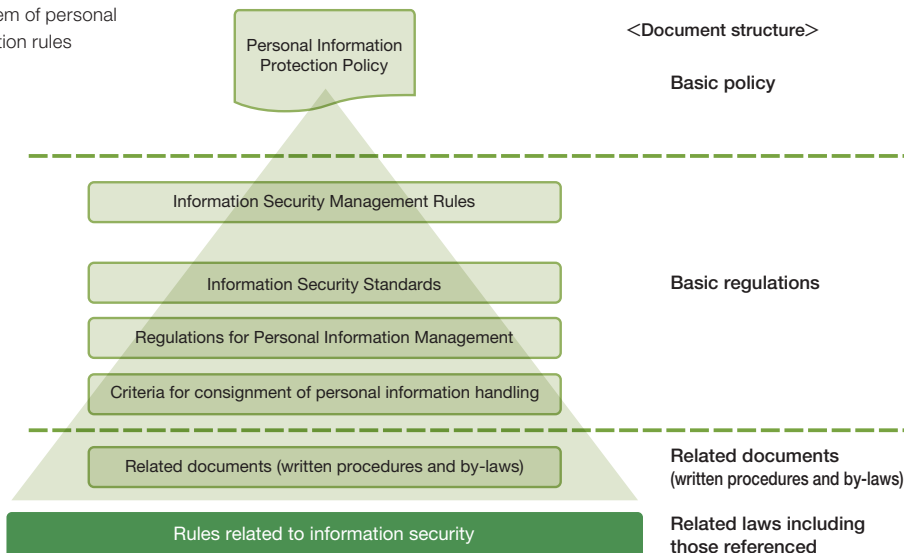 em of personal
tion rules
Personal Information
Protection Policy
<Document structure>
Basic policy
Information Security Management Rules
Information Security Standards
Regulations for Personal Information Management
Criteria for consignment of personal information handling
Basic regulations
Related documents (written procedures and by-laws)
Related documents
(written procedures and by-laws)
Rules related to information security
Related laws including
those referenced